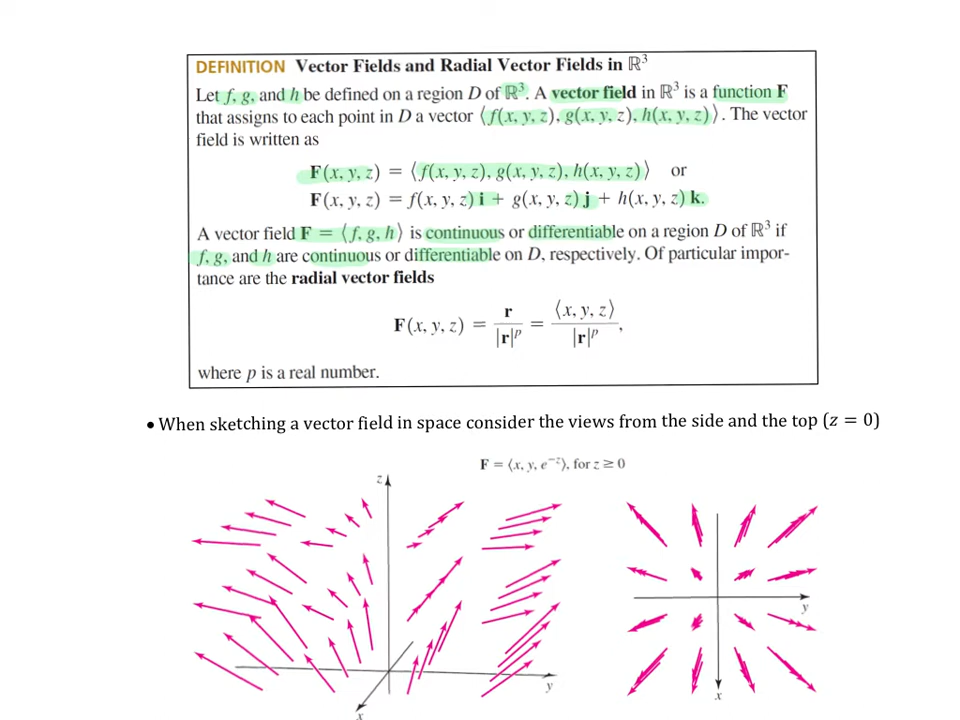 DEFINITION Vector Fields and Radial Vector Fields in ℝ³
Let f, g, and h be defined on a region D of ℝ³. A vector field in ℝ³ is a function F
that assigns to each point in D a vector ⟨f(x, y, z), g(x, y, z), h(x, y, z)⟩. The vector
field is written as
F(x, y, z) = ⟨f(x, y, z), g(x, y, z), h(x, y, z)⟩ or
F(x, y, z) = f(x, y, z) i + g(x, y, z) j + h(x, y, z) k.
A vector field F = ⟨f, g, h⟩ is continuous or differentiable on a region D of ℝ³ if
f, g, and h are continuous or differentiable on D, respectively. Of particular impor-
tance are the radial vector fields
F(x, y, z) = r / |r|ᵖ = ⟨x, y, z⟩ / |r|ᵖ,
where p is a real number.
• When sketching a vector field in space consider the views from the side and the top (z = 0)
F = ⟨x, y, e⁻ᶻ⟩, for z ≥ 0
z
y
x
y
x